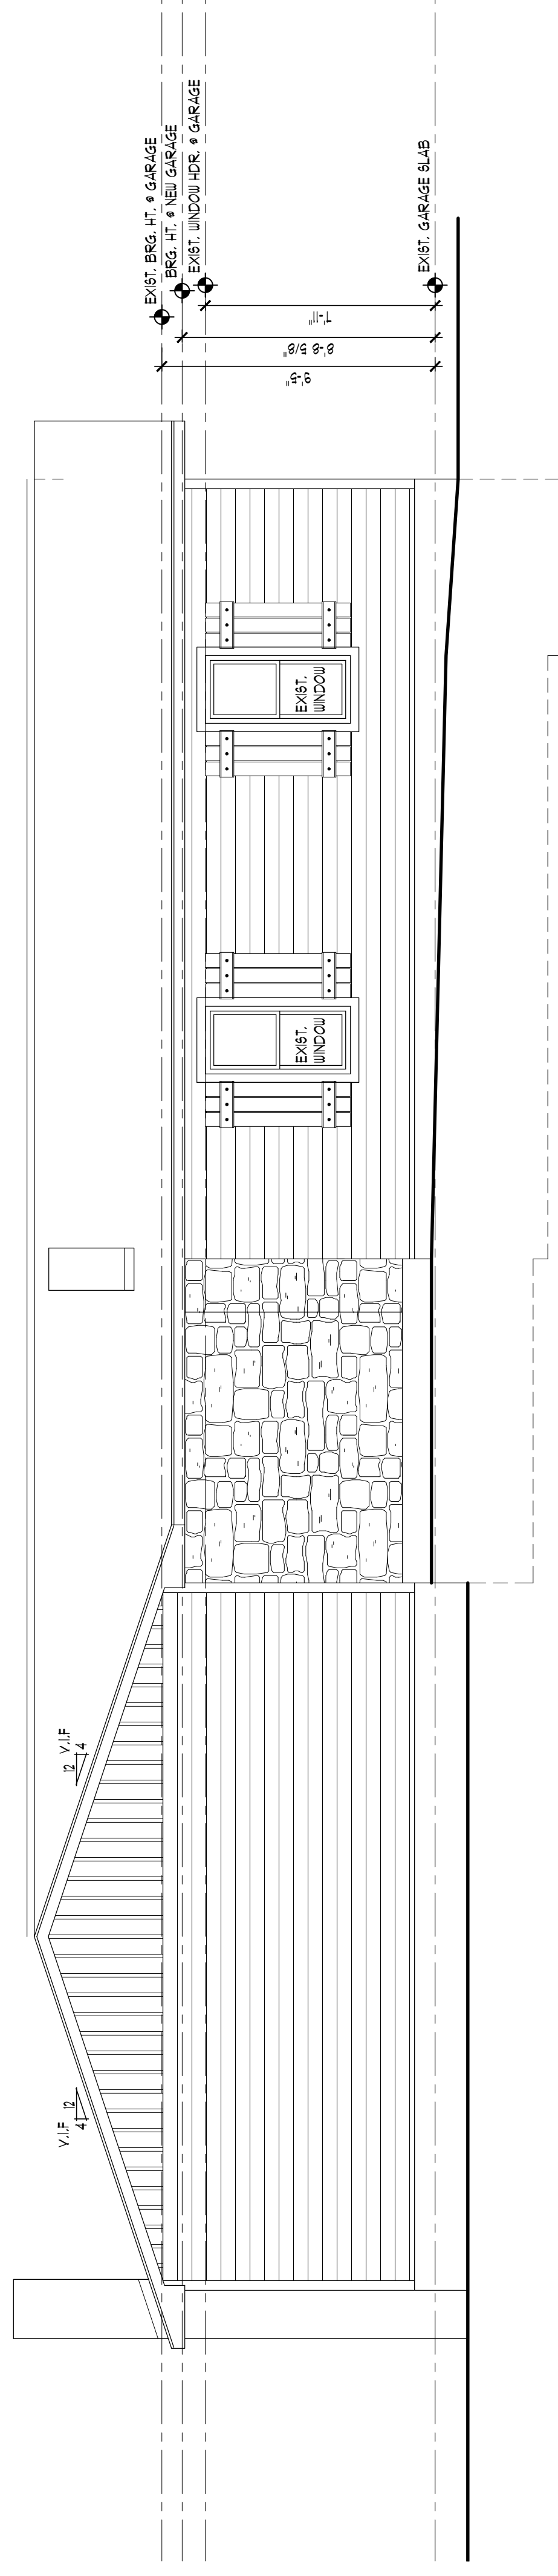 EXIST. BRG. HT. @ GARAGE
BRG. HT. @ NEW GARAGE
EXIST. WINDOW HDR. @ GARAGE
EXIST. GARAGE SLAB
7'-11"
8'-8 5/8"
9'-5"
EXIST.
WINDOW
EXIST.
WINDOW
12 V.I.F
4
V.I.F 12
4